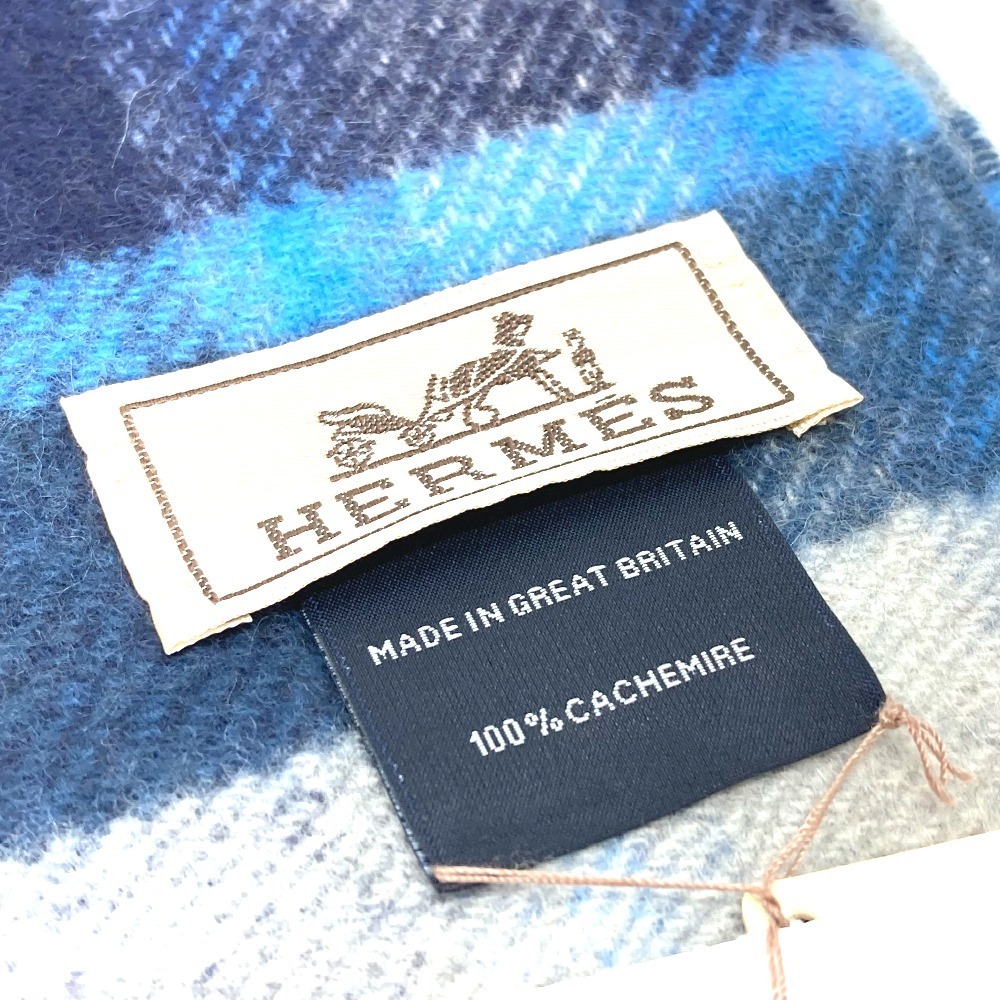 HERMÈS
MADE IN GREAT BRITAIN
100% CACHEMIRE